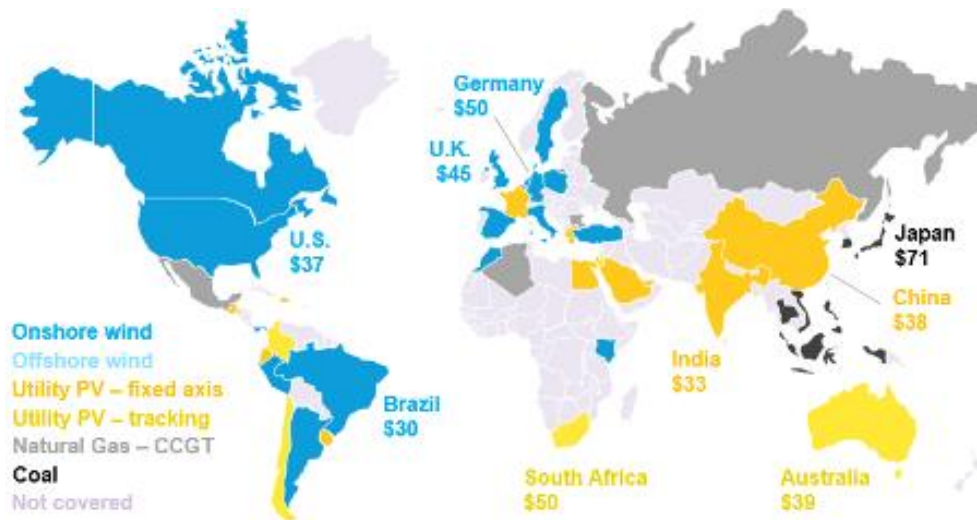 Germany
$50
U.K.
$45
U.S.
$37
Japan
$71
China
$38
India
$33
Brazil
$30
South Africa
$50
Australia
$39
Onshore wind
Offshore wind
Utility PV – fixed axis
Utility PV – tracking
Natural Gas – CCGT
Coal
Not covered